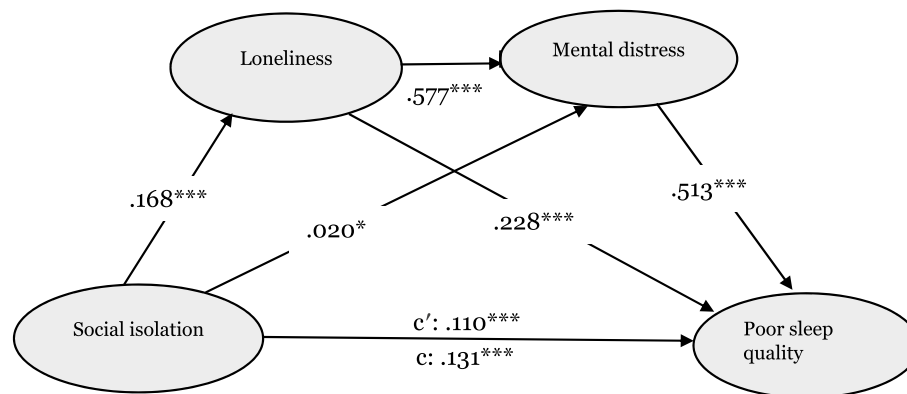 Loneliness
Mental distress
.577***
.168***
.020*
.228***
.513***
Social isolation
c′: .110***
c: .131***
Poor sleep
quality